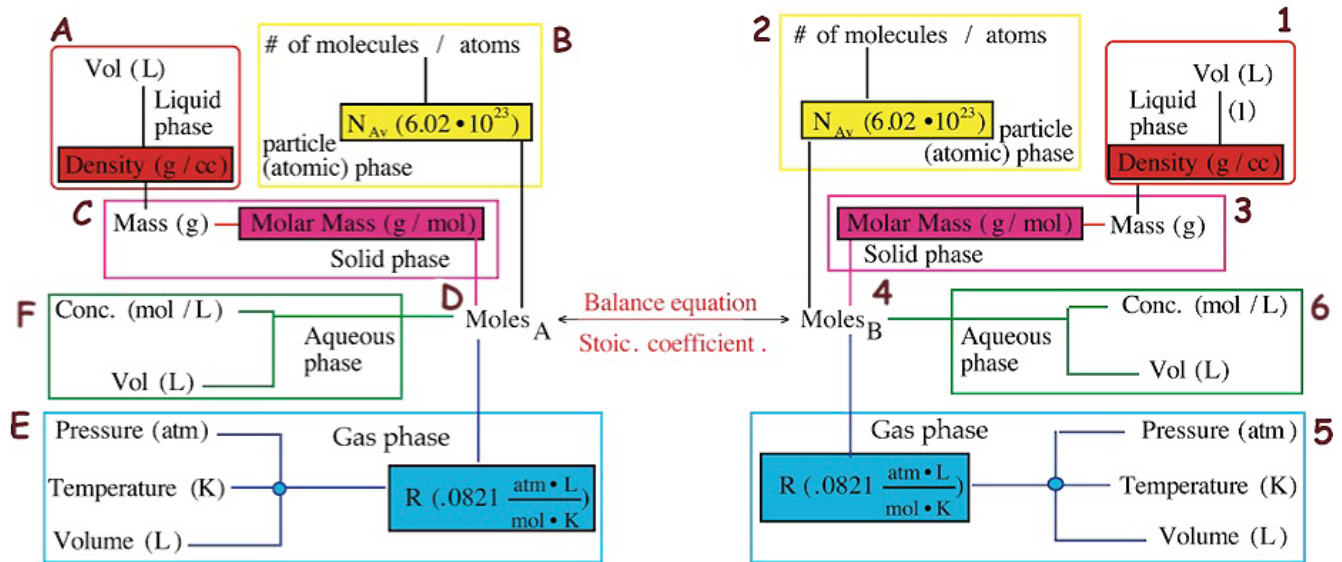 A
B
# of molecules / atoms
Vol (L)
Liquid
phase
N_Av (6.02 • 10^23)
particle
(atomic) phase
Density (g / cc)
C
Mass (g)
Molar Mass (g / mol)
Solid phase
D
F
Conc. (mol / L)
Aqueous
phase
Vol (L)
Moles_A
E
Pressure (atm)
Gas phase
Temperature (K)
R (.0821 atm • L / mol • K)
Volume (L)
Balance equation
Stoic. coefficient .
2
# of molecules / atoms
1
Vol (L)
Liquid
phase
(l)
N_Av (6.02 • 10^23)
particle
(atomic) phase
Density (g / cc)
3
Molar Mass (g / mol)
Mass (g)
Solid phase
4
Moles_B
Conc. (mol / L)
6
Aqueous
phase
Vol (L)
5
Gas phase
Pressure (atm)
R (.0821 atm • L / mol • K)
Temperature (K)
Volume (L)